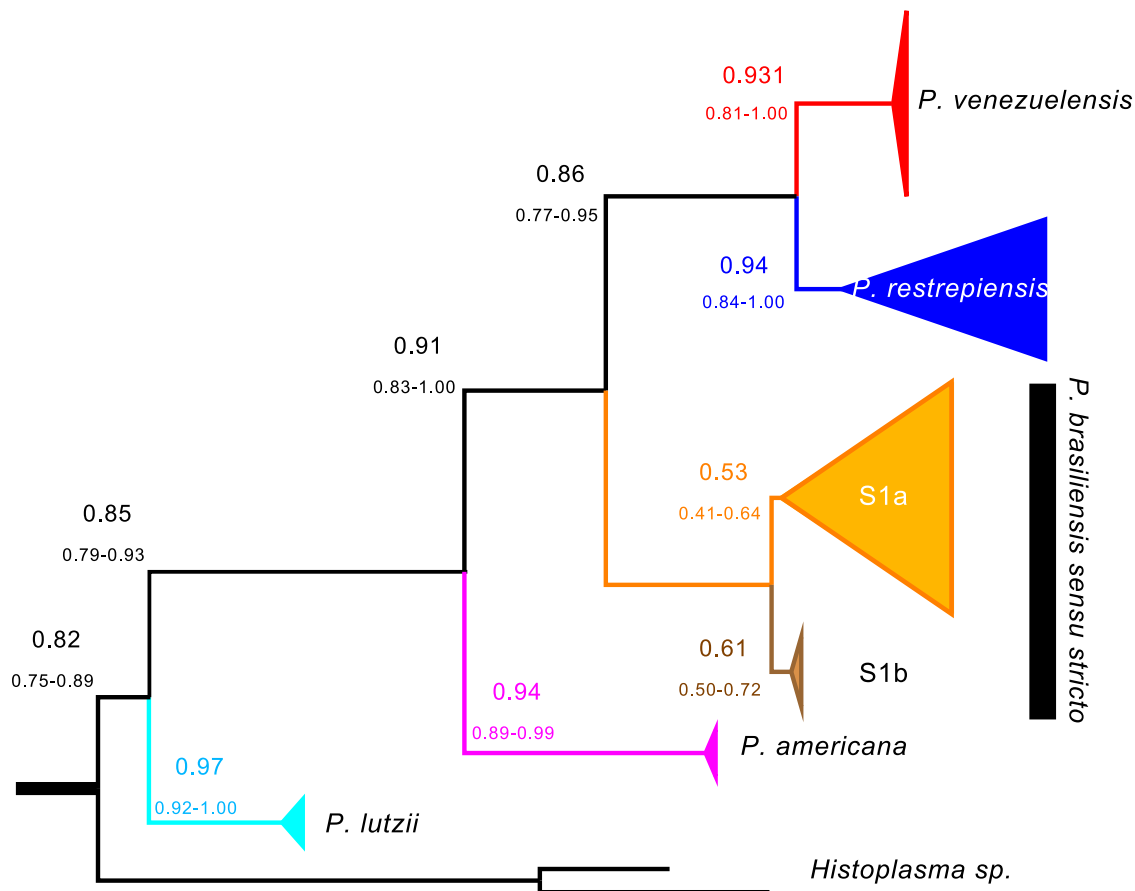 0.931
0.81-1.00
P. venezuelensis
0.86
0.77-0.95
0.94
0.84-1.00
P. restrepiensis
0.91
0.83-1.00
P. brasiliensis sensu stricto
0.53
0.41-0.64
S1a
0.85
0.79-0.93
0.61
0.50-0.72
S1b
0.82
0.75-0.89
0.94
0.89-0.99
P. americana
0.97
0.92-1.00
P. lutzii
Histoplasma sp.